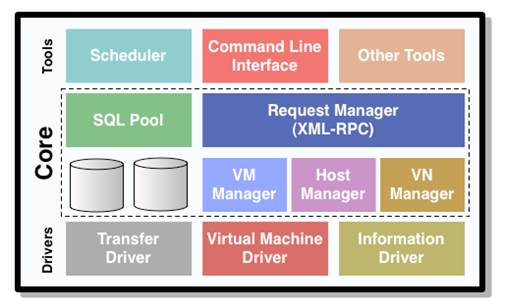 Tools
Scheduler
Command Line
Interface
Other Tools
Core
SQL Pool
Request Manager
(XML-RPC)
VM
Manager
Host
Manager
VN
Manager
Drivers
Transfer
Driver
Virtual Machine
Driver
Information
Driver